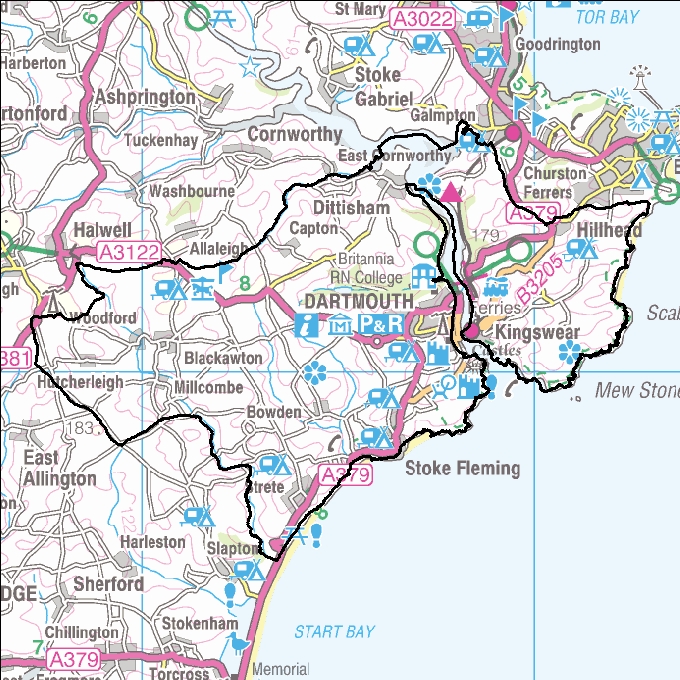 St Mary
A3022
TOR BAY
Goodrington
Harberton
Stoke
Gabriel
Ashprington
rtonford
Galmpton
Tuckenhay
Cornworthy
East Cornworthy
Churston
Ferrers
Washbourne
Dittisham
A379
Halwell
Capton
179
Hillhead
A3122
Allaleigh
Britannia
RN College
B3205
8
DARTMOUTH
Ferries
Woodford
P&R
Kingswear
381
Blackawton
Castles
Hutcherleigh
Millcombe
Mew Stone
Bowden
183
East
Allington
Stoke Fleming
A379
Strete
122
Harleston
Slapton
Sherford
DGE
START BAY
Stokenham
Chillington
7
A379
Torcross
Memorial